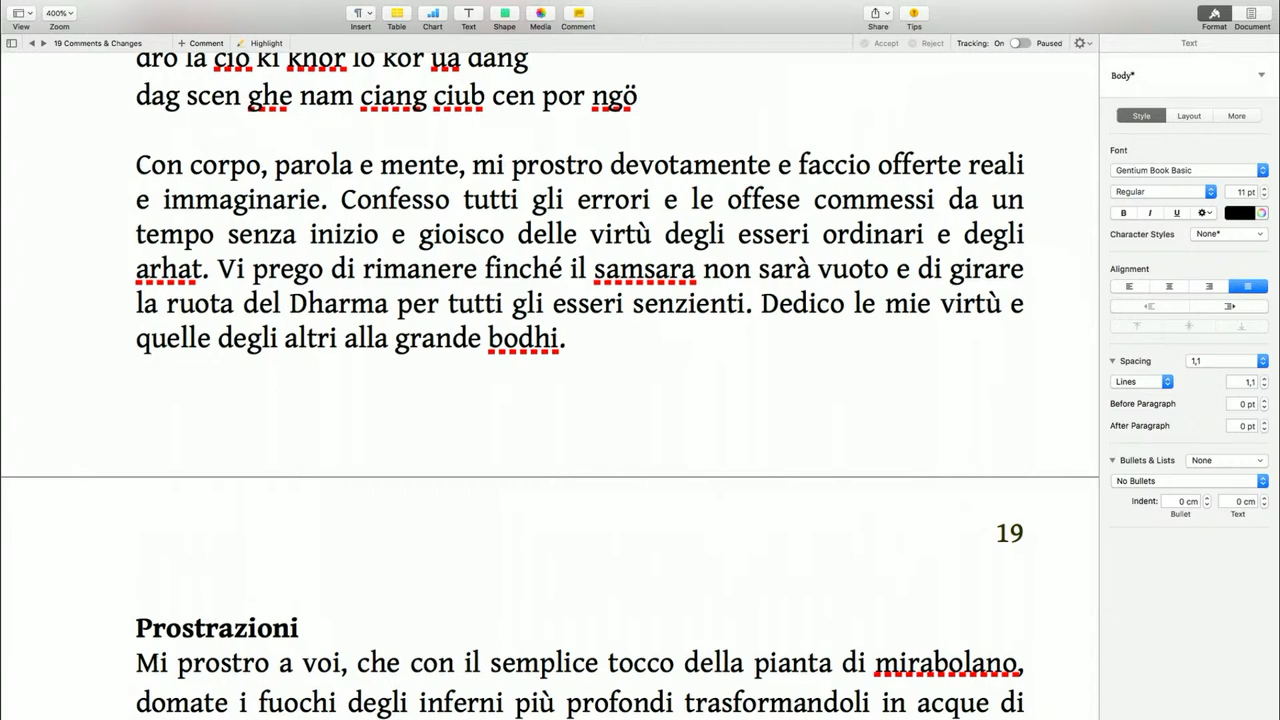 400%
View
Zoom
Insert
Table
Chart
Text
Shape
Media
Comment
Share
Tips
Format
Document
19 Comments & Changes
+ Comment
Highlight
Accept
Reject
Tracking: On
Paused
Text
dro la cio ki khor lo kor ua dang
dag scen ghe nam ciang ciub cen por ngö
Con corpo, parola e mente, mi prostro devotamente e faccio offerte reali
e immaginarie. Confesso tutti gli errori e le offese commessi da un
tempo senza inizio e gioisco delle virtù degli esseri ordinari e degli
arhat. Vi prego di rimanere finché il samsara non sarà vuoto e di girare
la ruota del Dharma per tutti gli esseri senzienti. Dedico le mie virtù e
quelle degli altri alla grande bodhi.
19
Prostrazioni
Mi prostro a voi, che con il semplice tocco della pianta di mirabolano,
domate i fuochi degli inferni più profondi trasformandoli in acque di
Body*
Style
Layout
More
Font
Gentium Book Basic
Regular
11 pt
B I U
Character Styles
None*
Alignment
Spacing
1,1
Lines
1,1
Before Paragraph
0 pt
After Paragraph
0 pt
Bullets & Lists
None
No Bullets
Indent:
0 cm
0 cm
Bullet
Text